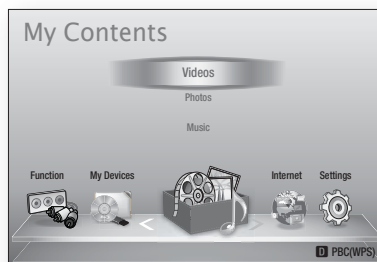 My Contents
Videos
Photos
Music
Function My Devices Internet Settings
D PBC(WPS)